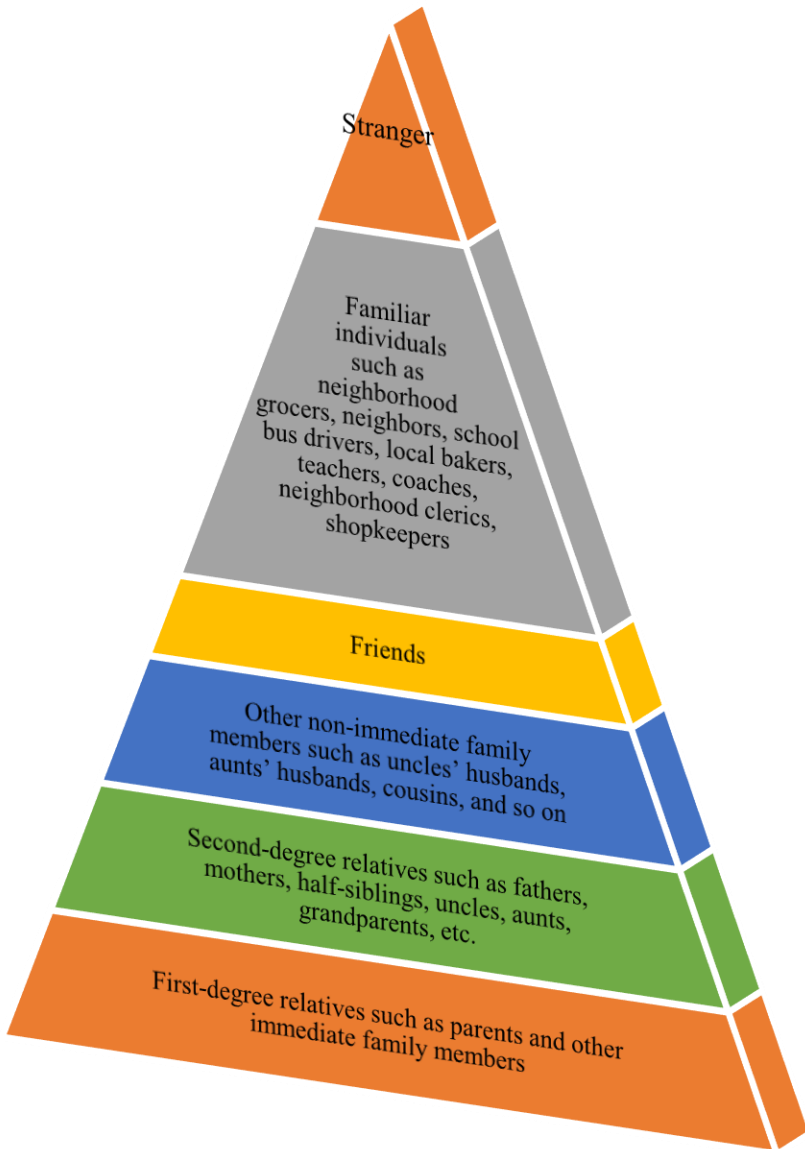 Stranger
Familiar
individuals
such as
neighborhood
grocers, neighbors, school
bus drivers, local bakers,
teachers, coaches,
neighborhood clerics,
shopkeepers
Friends
Other non-immediate family
members such as uncles’ husbands,
aunts’ husbands, cousins, and so on
Second-degree relatives such as fathers,
mothers, half-siblings, uncles, aunts,
grandparents, etc.
First-degree relatives such as parents and other
immediate family members